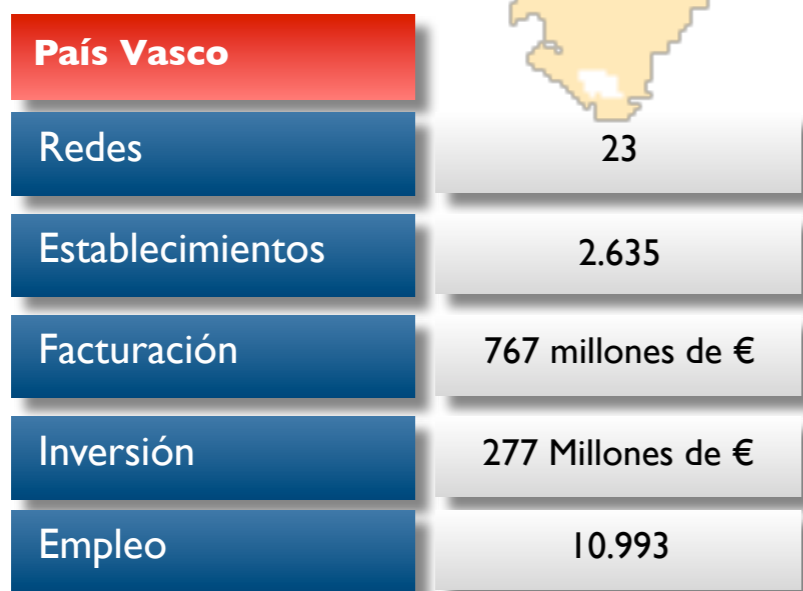 País Vasco
Redes 23
Establecimientos 2.635
Facturación 767 millones de €
Inversión 277 Millones de €
Empleo 10.993